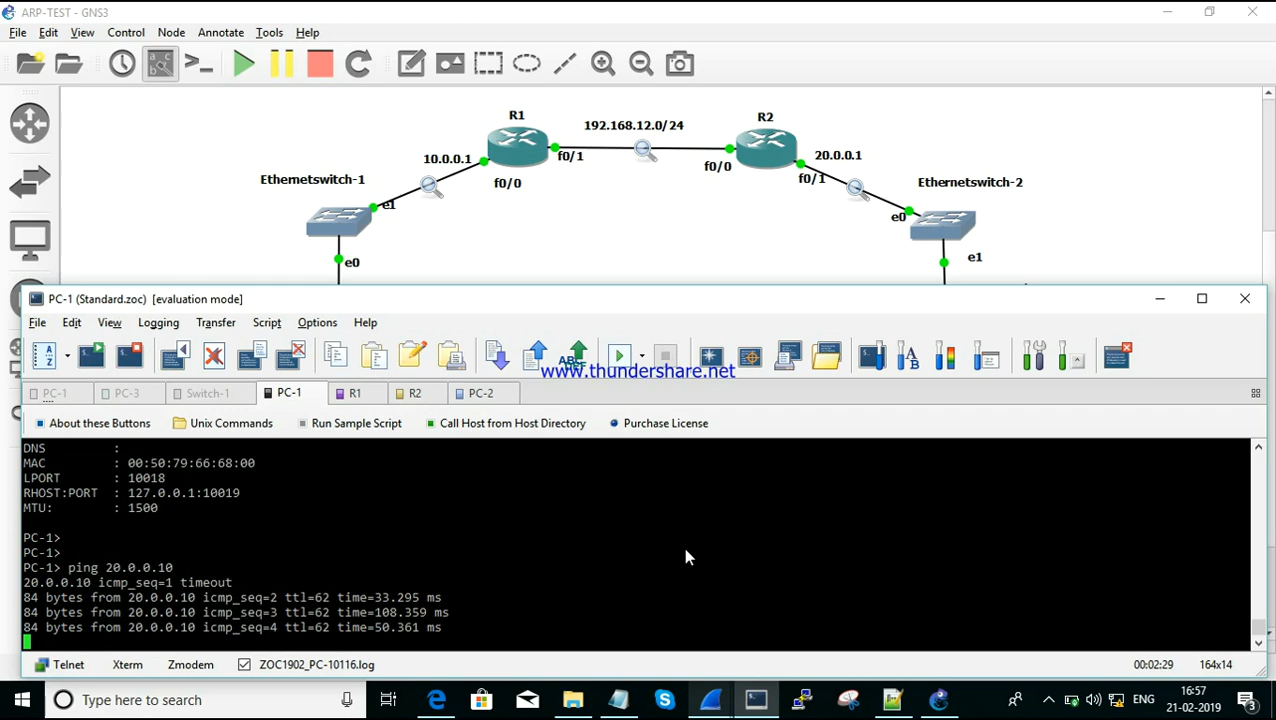 ARP-TEST - GNS3
File Edit View Control Node Annotate Tools Help
R1
192.168.12.0/24
R2
10.0.0.1
f0/1
f0/0
20.0.0.1
Ethernetswitch-1
f0/0
f0/1
Ethernetswitch-2
e1
e0
e0
e1
PC-1 (Standard.zoc) [evaluation mode]
File Edit View Logging Transfer Script Options Help
www.thundershare.net
PC-1 PC-3 Switch-1 PC-1 R1 R2 PC-2
About these Buttons Unix Commands Run Sample Script Call Host from Host Directory Purchase License
DNS :
MAC : 00:50:79:66:68:00
LPORT : 10018
RHOST:PORT : 127.0.0.1:10019
MTU: : 1500
PC-1>
PC-1>
PC-1> ping 20.0.0.10
20.0.0.10 icmp_seq=1 timeout
84 bytes from 20.0.0.10 icmp_seq=2 ttl=62 time=33.295 ms
84 bytes from 20.0.0.10 icmp_seq=3 ttl=62 time=108.359 ms
84 bytes from 20.0.0.10 icmp_seq=4 ttl=62 time=50.361 ms
Telnet Xterm Zmodem ZOC1902_PC-10116.log 00:02:29 164x14
Type here to search
ENG
16:57
21-02-2019
3